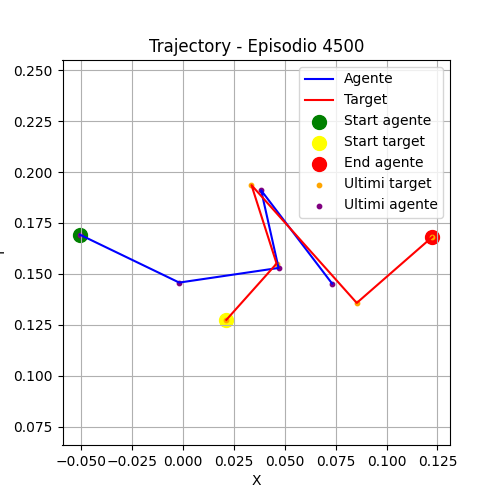 Trajectory - Episodio 4500
Agente
Target
Start agente
Start target
End agente
Ultimi target
Ultimi agente
0.250
0.225
0.200
0.175
0.150
0.125
0.100
0.075
−0.050
−0.025
0.000
0.025
0.050
0.075
0.100
0.125
X